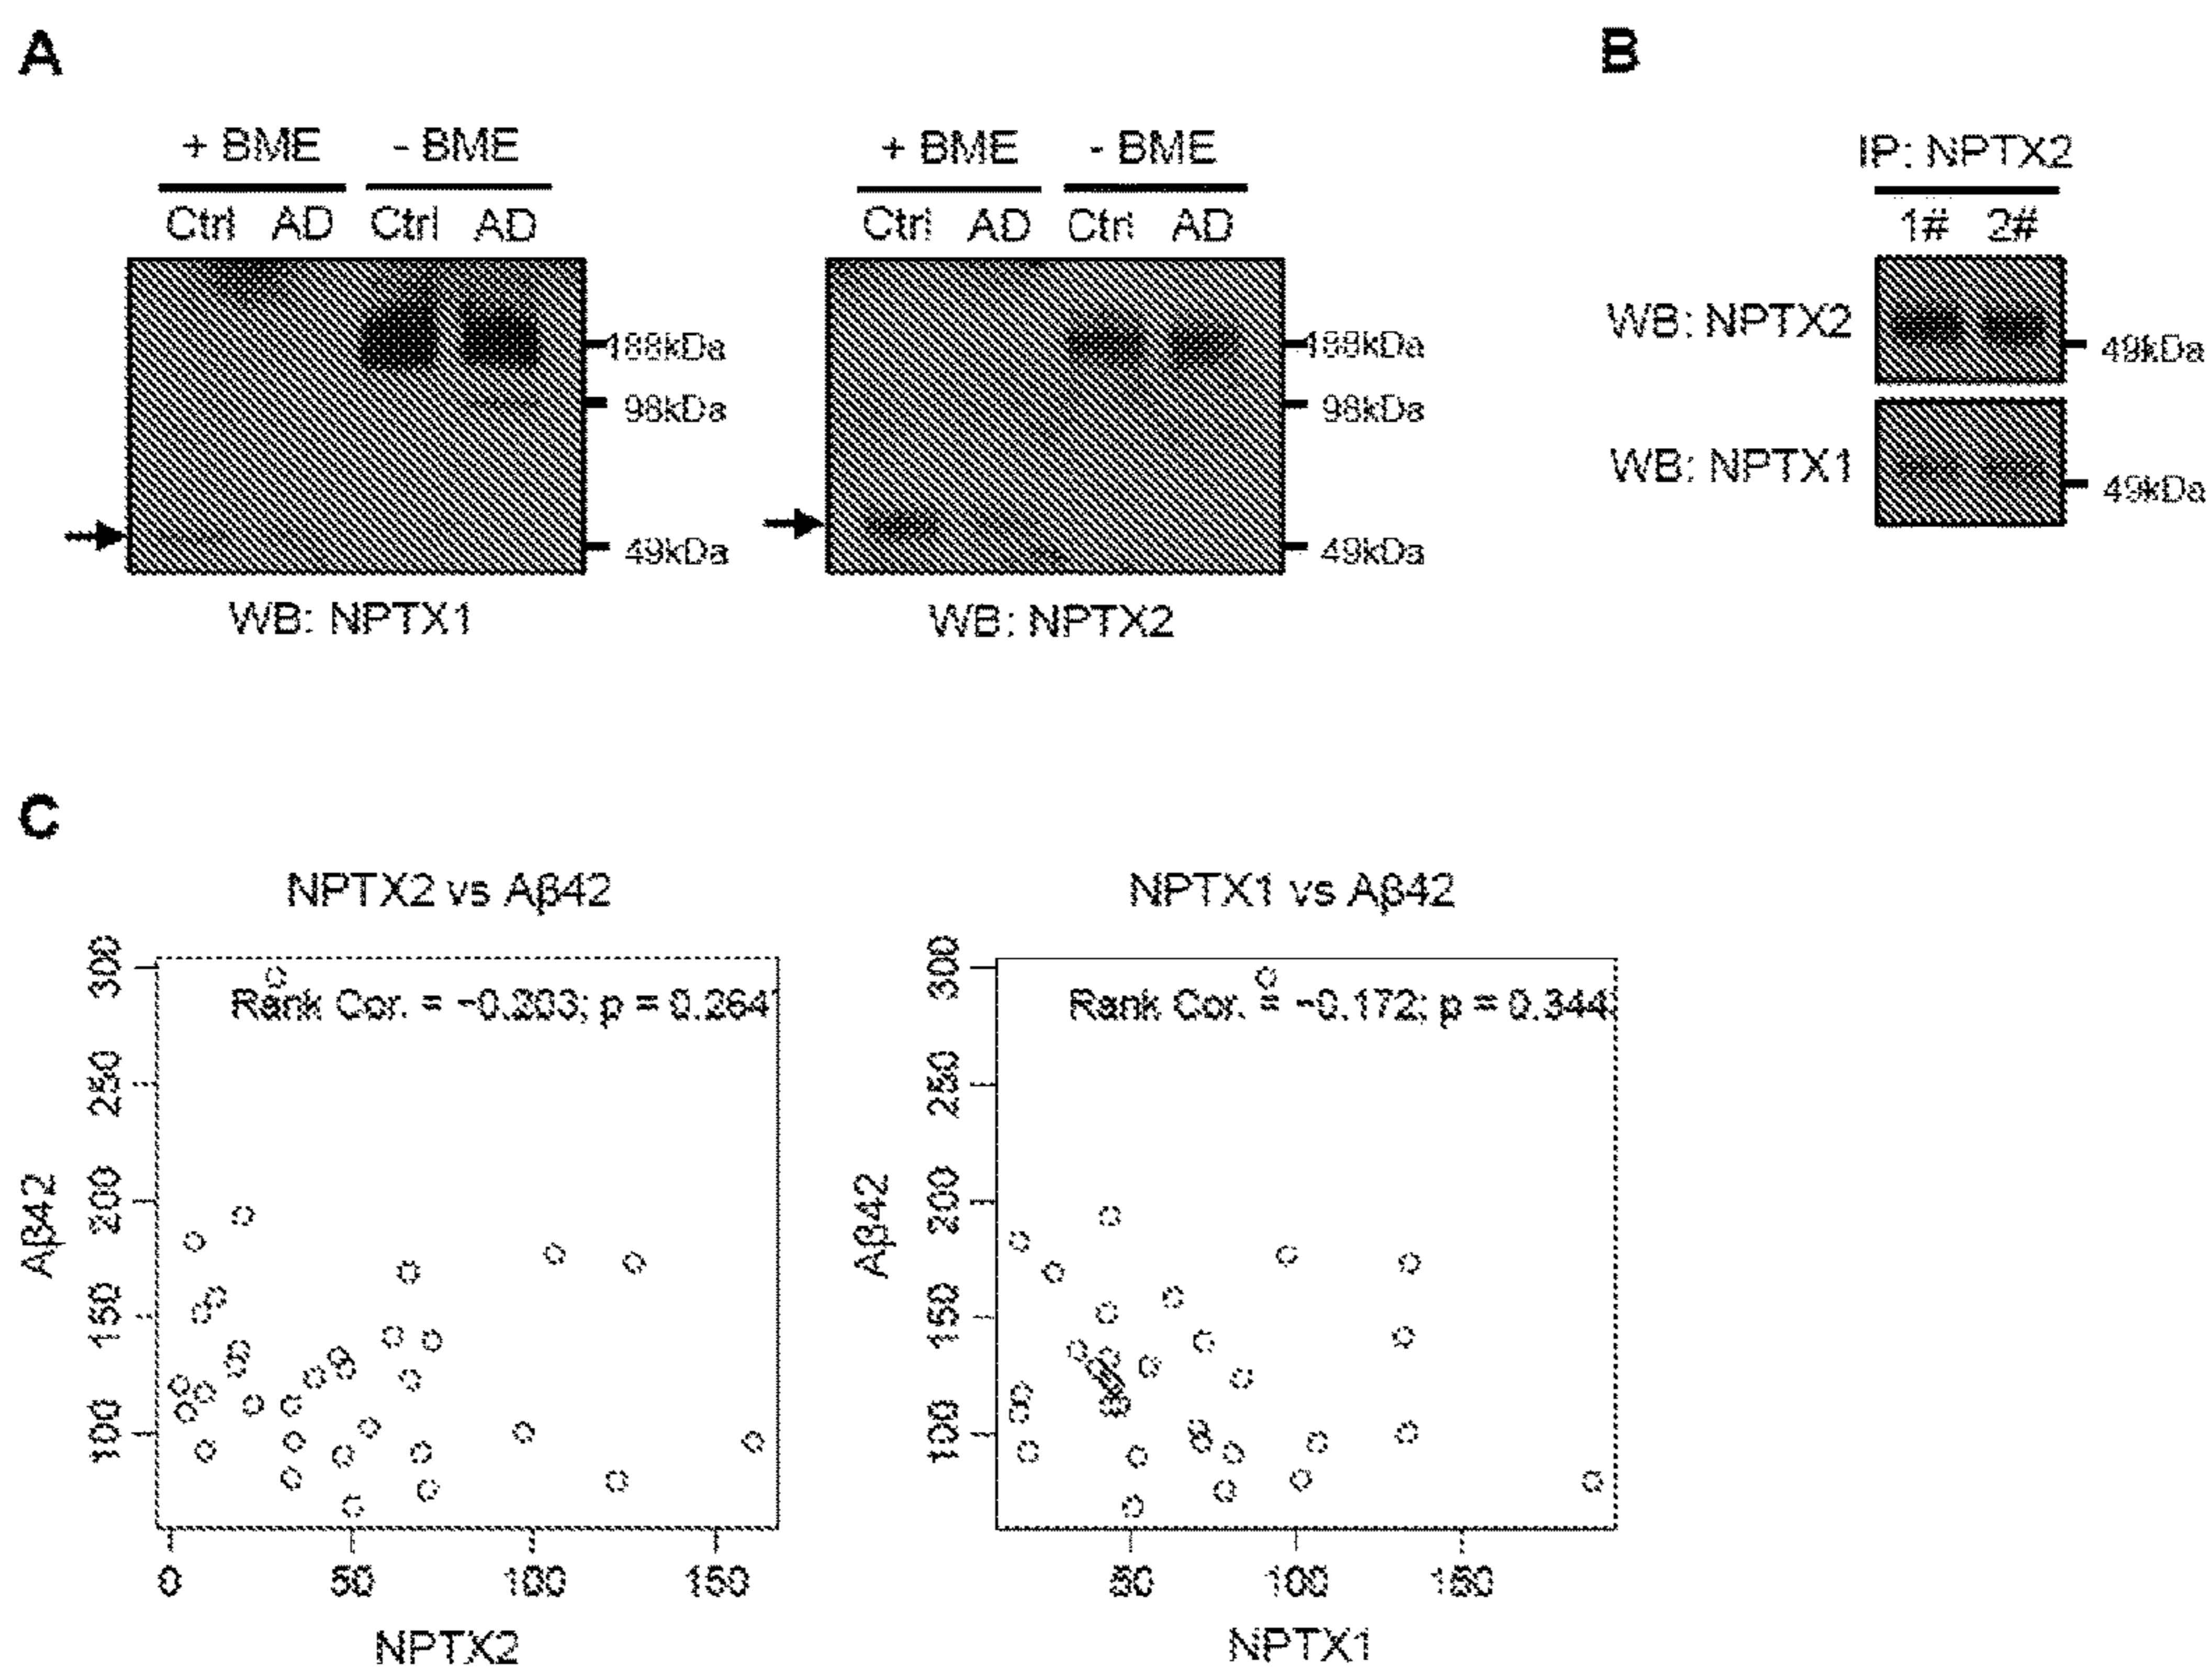 A
B
+ BME - BME
Ctrl AD Ctrl AD
188kDa
98kDa
49kDa
WB: NPTX1
+ BME - BME
Ctrl AD Ctrl AD
188kDa
98kDa
49kDa
WB: NPTX2
IP: NPTX2
1# 2#
WB: NPTX2
49kDa
WB: NPTX1
49kDa
C
NPTX2 vs Aβ42
Rank Cor. = −0.203; p = 0.264
Aβ42
300
250
200
150
100
0 50 100 150
NPTX2
NPTX1 vs Aβ42
Rank Cor. = −0.172; p = 0.344
Aβ42
300
250
200
150
100
50 100 150
NPTX1